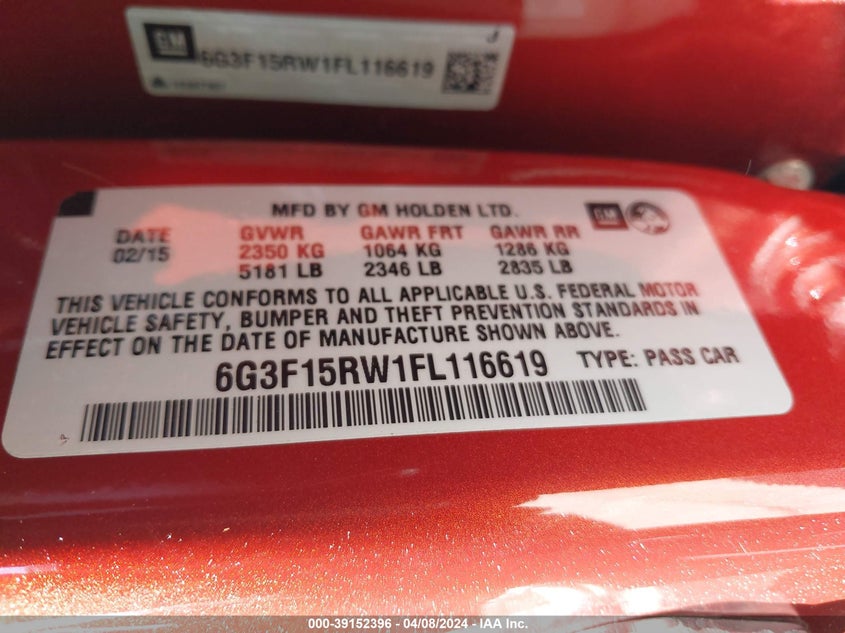 GM
6G3F15RW1FL116619
MFD BY GM HOLDEN LTD.
GM
DATE GVWR GAWR FRT GAWR RR
02/15 2350 KG 1064 KG 1286 KG
5181 LB 2346 LB 2835 LB
THIS VEHICLE CONFORMS TO ALL APPLICABLE U.S. FEDERAL MOTOR
VEHICLE SAFETY, BUMPER AND THEFT PREVENTION STANDARDS IN
EFFECT ON THE DATE OF MANUFACTURE SHOWN ABOVE.
6G3F15RW1FL116619 TYPE: PASS CAR
000-39152396 - 04/08/2024 - IAA Inc.